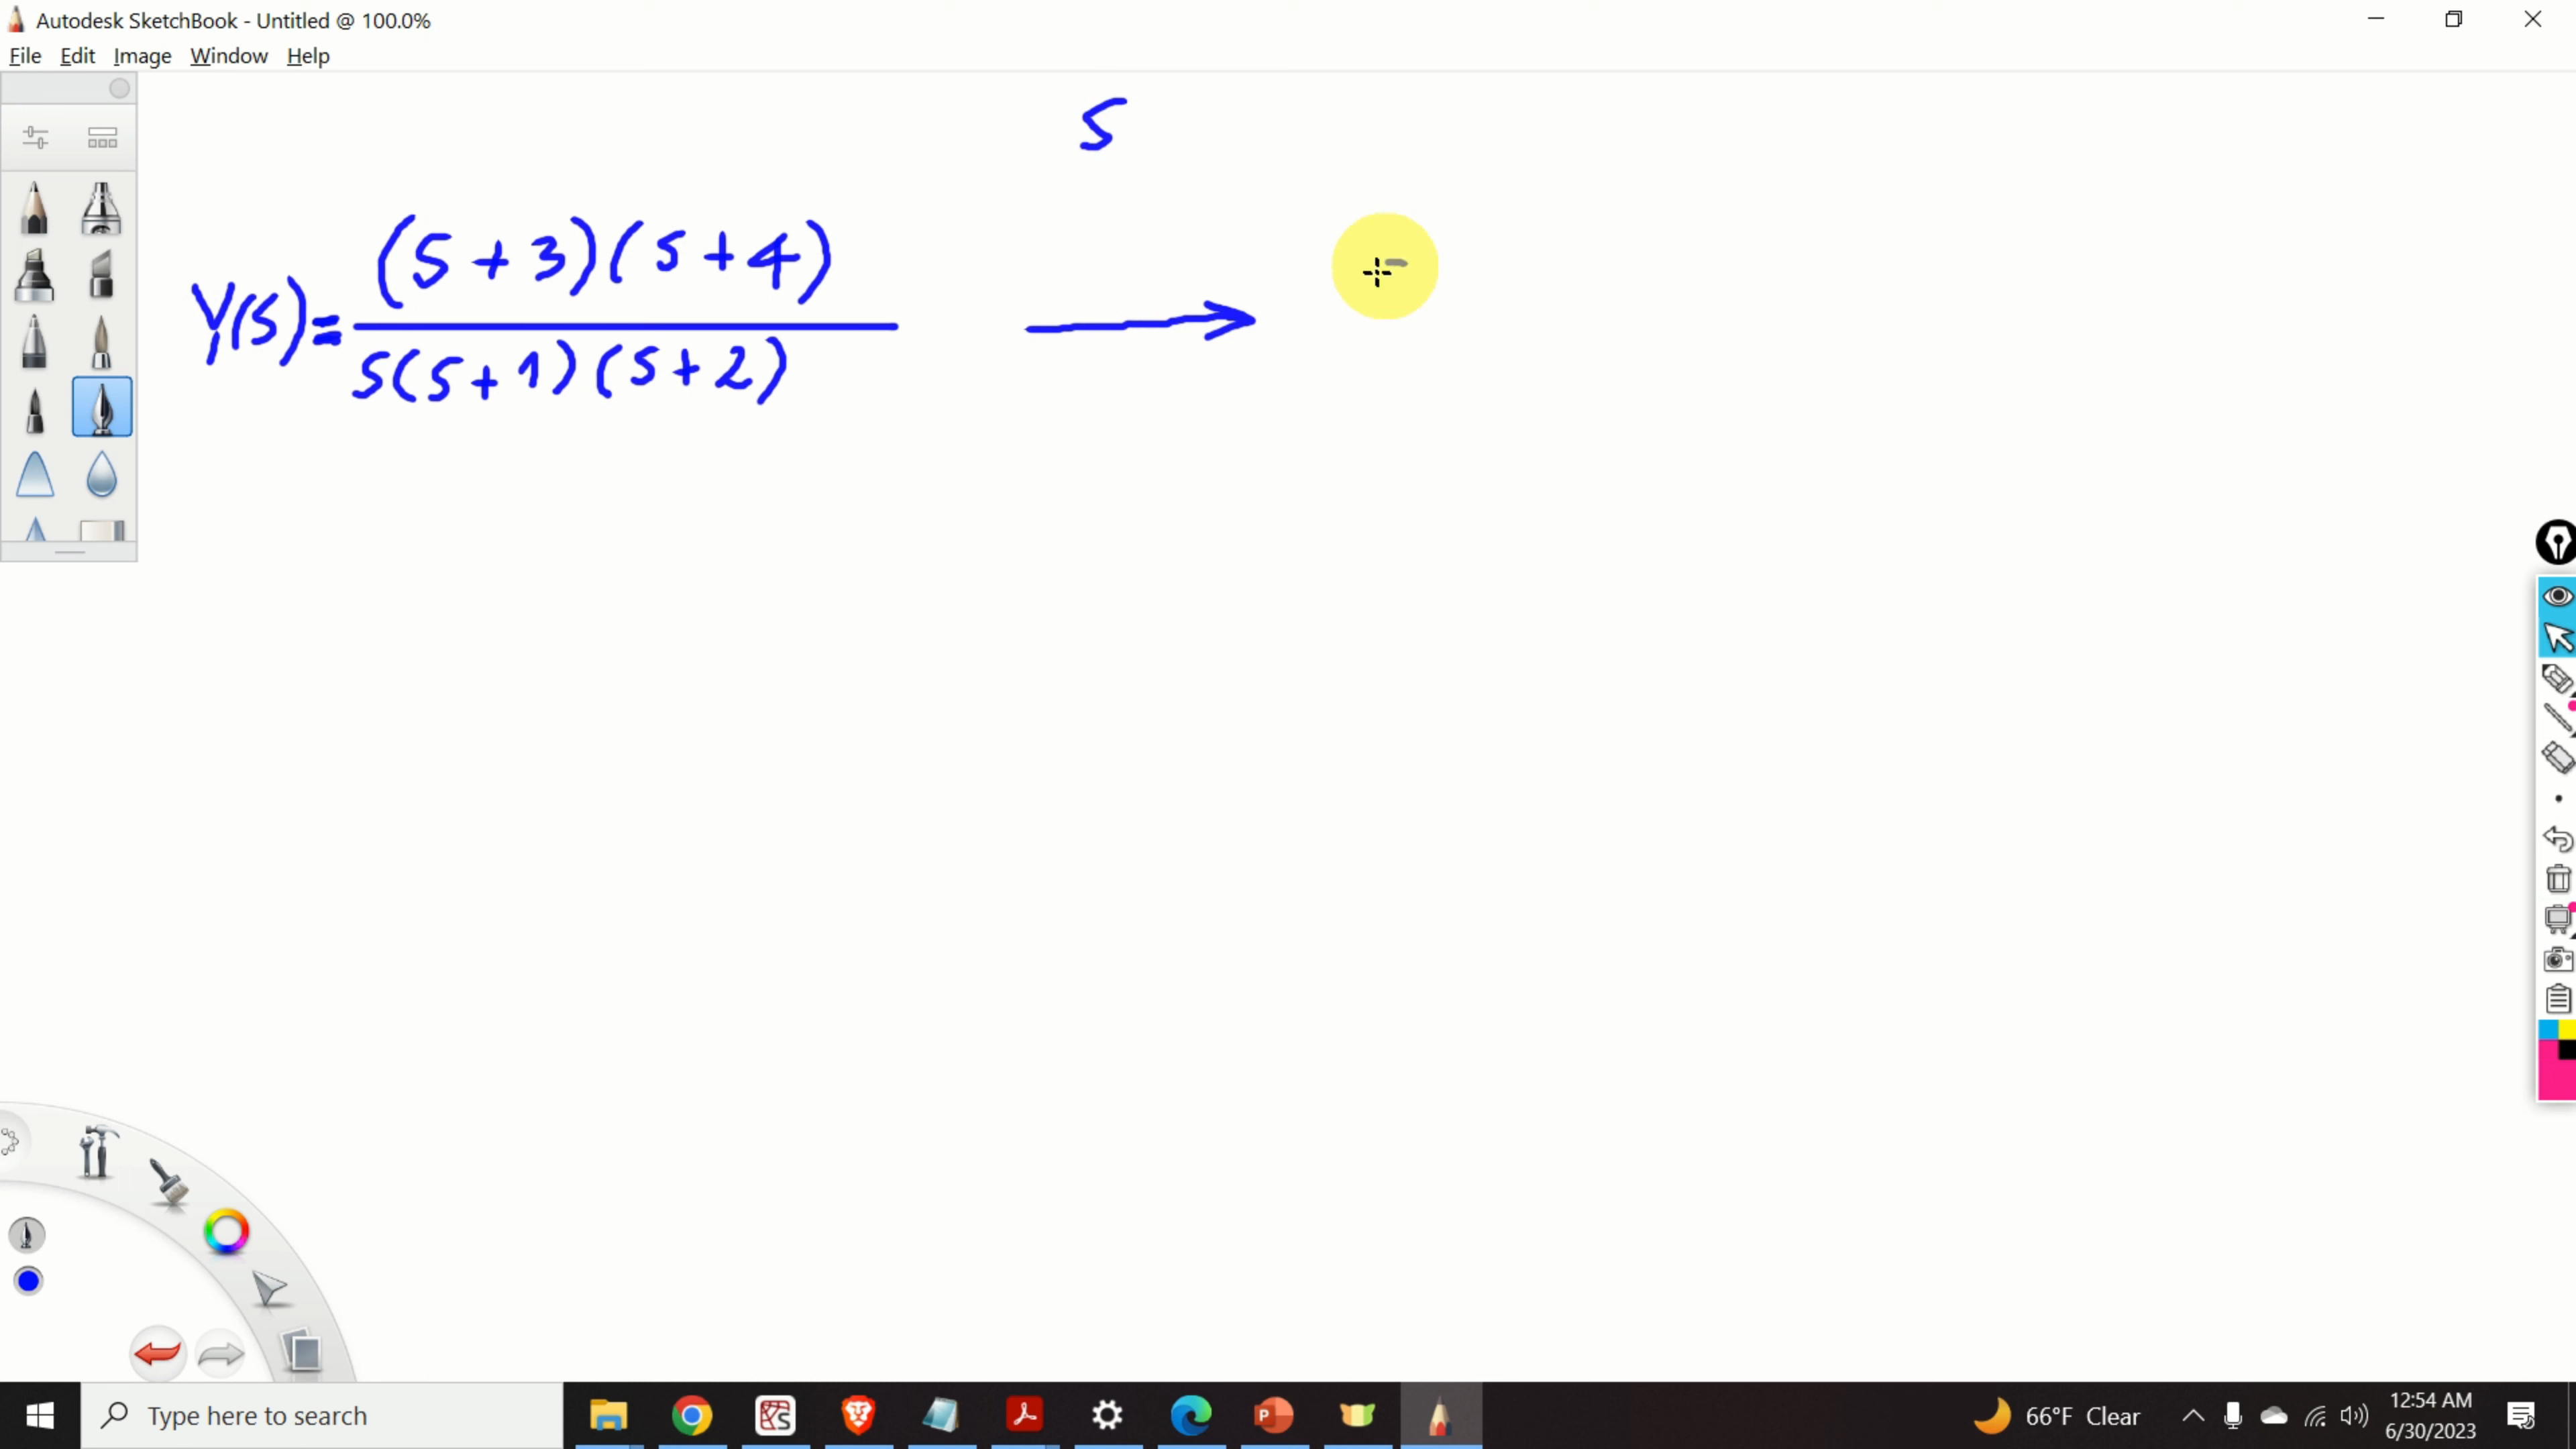 Autodesk SketchBook - Untitled @ 100.0%
File Edit Image Window Help
S
Y(S) = (S + 3)(S + 4)
S(S + 1)(S + 2)
Type here to search
66°F Clear
12:54 AM
6/30/2023